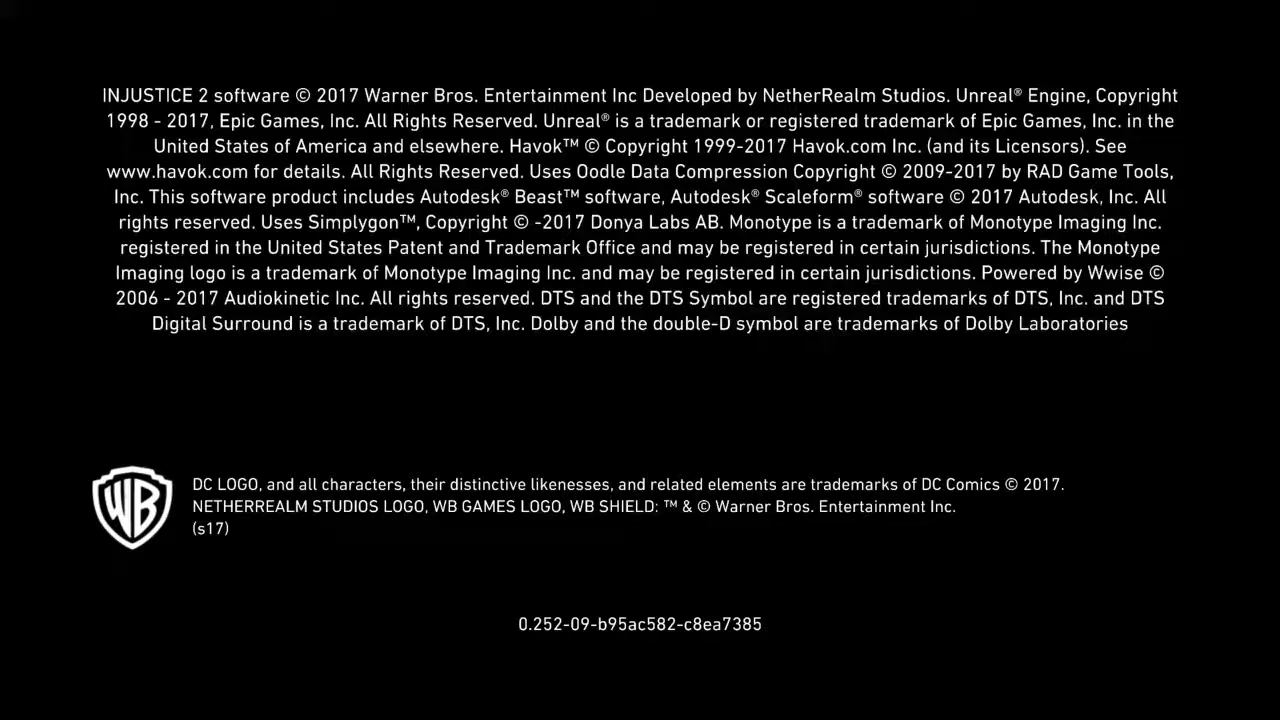 INJUSTICE 2 software © 2017 Warner Bros. Entertainment Inc Developed by NetherRealm Studios. Unreal® Engine, Copyright
1998 - 2017, Epic Games, Inc. All Rights Reserved. Unreal® is a trademark or registered trademark of Epic Games, Inc. in the
United States of America and elsewhere. Havok™ © Copyright 1999-2017 Havok.com Inc. (and its Licensors). See
www.havok.com for details. All Rights Reserved. Uses Oodle Data Compression Copyright © 2009-2017 by RAD Game Tools,
Inc. This software product includes Autodesk® Beast™ software, Autodesk® Scaleform® software © 2017 Autodesk, Inc. All
rights reserved. Uses Simplygon™, Copyright © -2017 Donya Labs AB. Monotype is a trademark of Monotype Imaging Inc.
registered in the United States Patent and Trademark Office and may be registered in certain jurisdictions. The Monotype
Imaging logo is a trademark of Monotype Imaging Inc. and may be registered in certain jurisdictions. Powered by Wwise ©
2006 - 2017 Audiokinetic Inc. All rights reserved. DTS and the DTS Symbol are registered trademarks of DTS, Inc. and DTS
Digital Surround is a trademark of DTS, Inc. Dolby and the double-D symbol are trademarks of Dolby Laboratories
WB
DC LOGO, and all characters, their distinctive likenesses, and related elements are trademarks of DC Comics © 2017.
NETHERREALM STUDIOS LOGO, WB GAMES LOGO, WB SHIELD: ™ & © Warner Bros. Entertainment Inc.
(s17)
0.252-09-b95ac582-c8ea7385